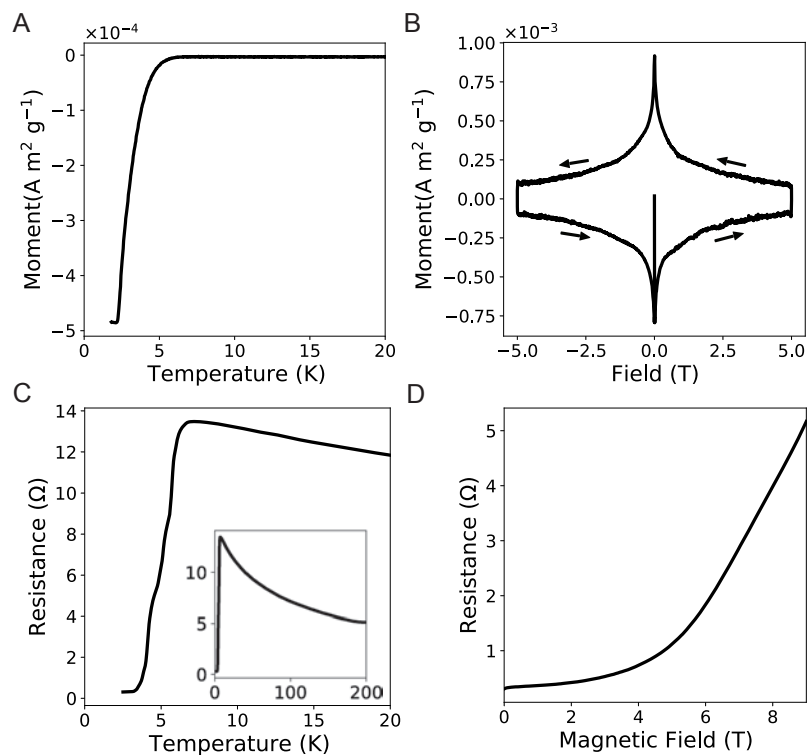 A
×10⁻⁴
0
−1
−2
−3
−4
−5
0 5 10 15 20
Moment(A m² g⁻¹)
Temperature (K)
B
×10⁻³
1.00
0.75
0.50
0.25
0.00
−0.25
−0.50
−0.75
−5.0 −2.5 0.0 2.5 5.0
Moment(A m² g⁻¹)
Field (T)
C
14
12
10
8
6
4
2
0
0 5 10 15 20
Resistance (Ω)
Temperature (K)
10
5
0
0 100 200
D
5
4
3
2
1
0 2 4 6 8
Resistance (Ω)
Magnetic Field (T)